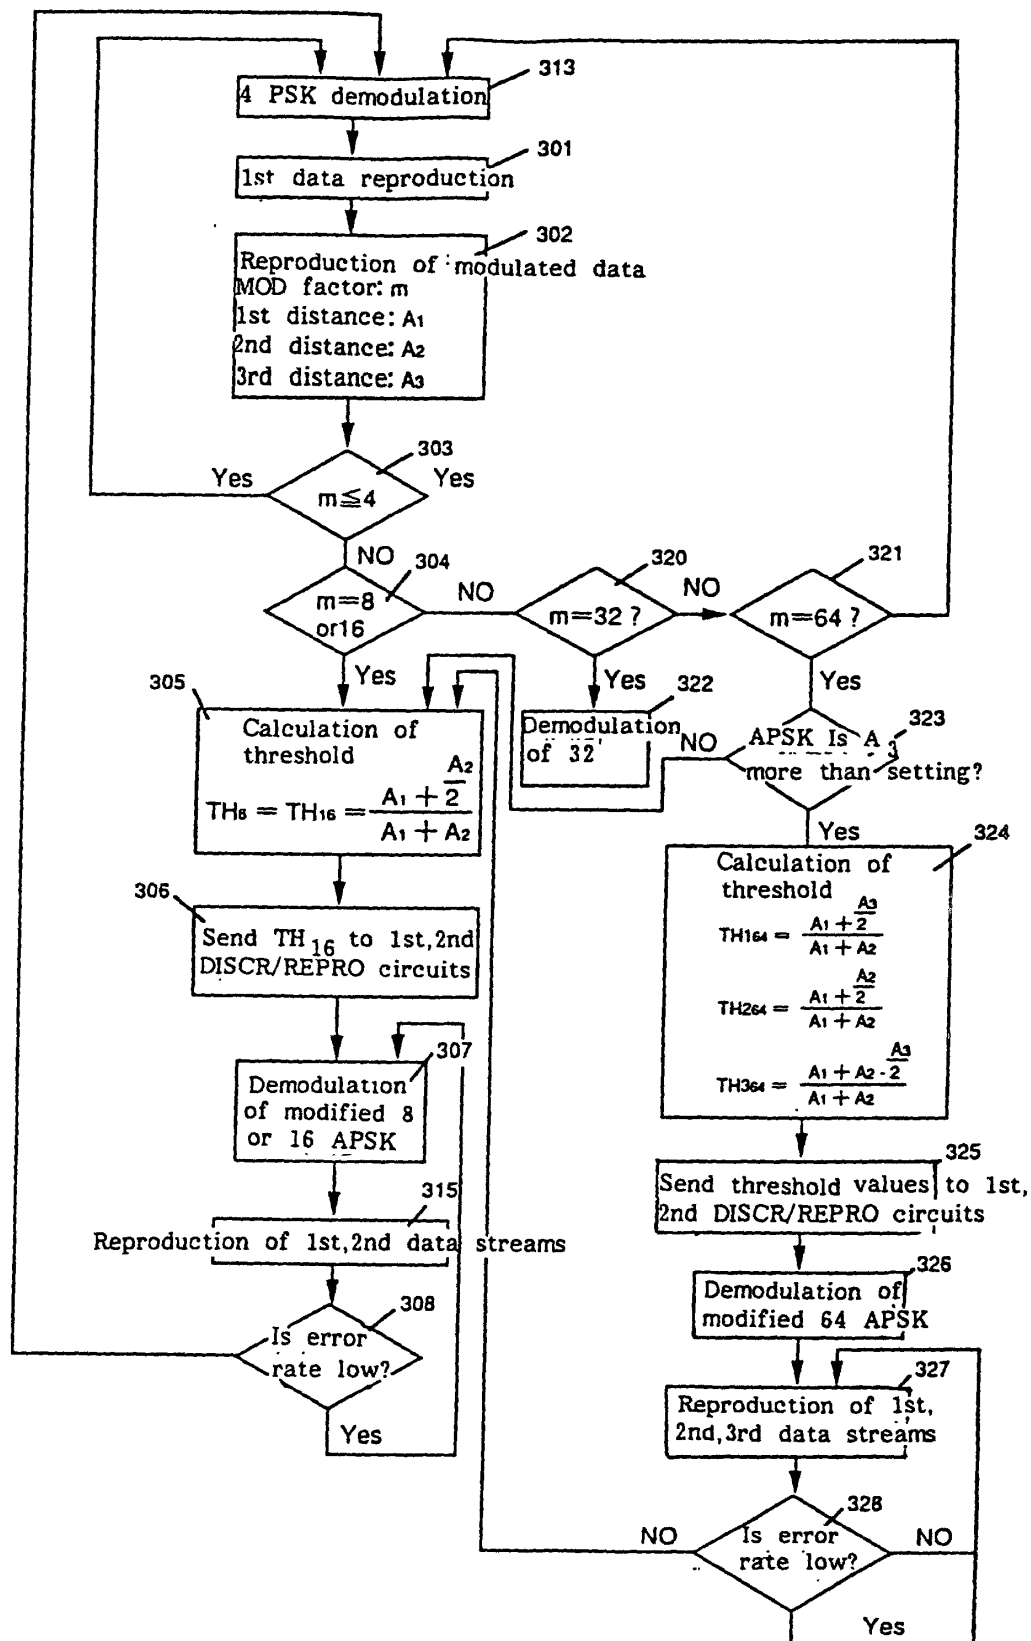 313
4 PSK demodulation
301
1st data reproduction
302
Reproduction of modulated data
MOD factor: m
1st distance: A1
2nd distance: A2
3rd distance: A3
303
Yes
Yes
m≦4
NO
304
m=8
or16
NO
320
m=32 ?
NO
321
m=64 ?
Yes
305
Calculation of
threshold
TH8 = TH16 = A1 + A2/2 / A1 + A2
Yes
322
Demodulation
of 32
Yes
323
APSK Is A3
more than setting?
NO
Yes
324
Calculation of
threshold
TH164 = A1 + A3/2 / A1 + A2
TH264 = A1 + A2/2 / A1 + A2
TH364 = A1 + A2 - A3/2 / A1 + A2
306
Send TH16 to 1st,2nd
DISCR/REPRO circuits
307
Demodulation
of modified 8
or 16 APSK
315
Reproduction of 1st,2nd data streams
308
Is error
rate low?
Yes
325
Send threshold values to 1st,
2nd DISCR/REPRO circuits
326
Demodulation of
modified 64 APSK
327
Reproduction of 1st,
2nd,3rd data streams
328
Is error
rate low?
NO
NO
Yes